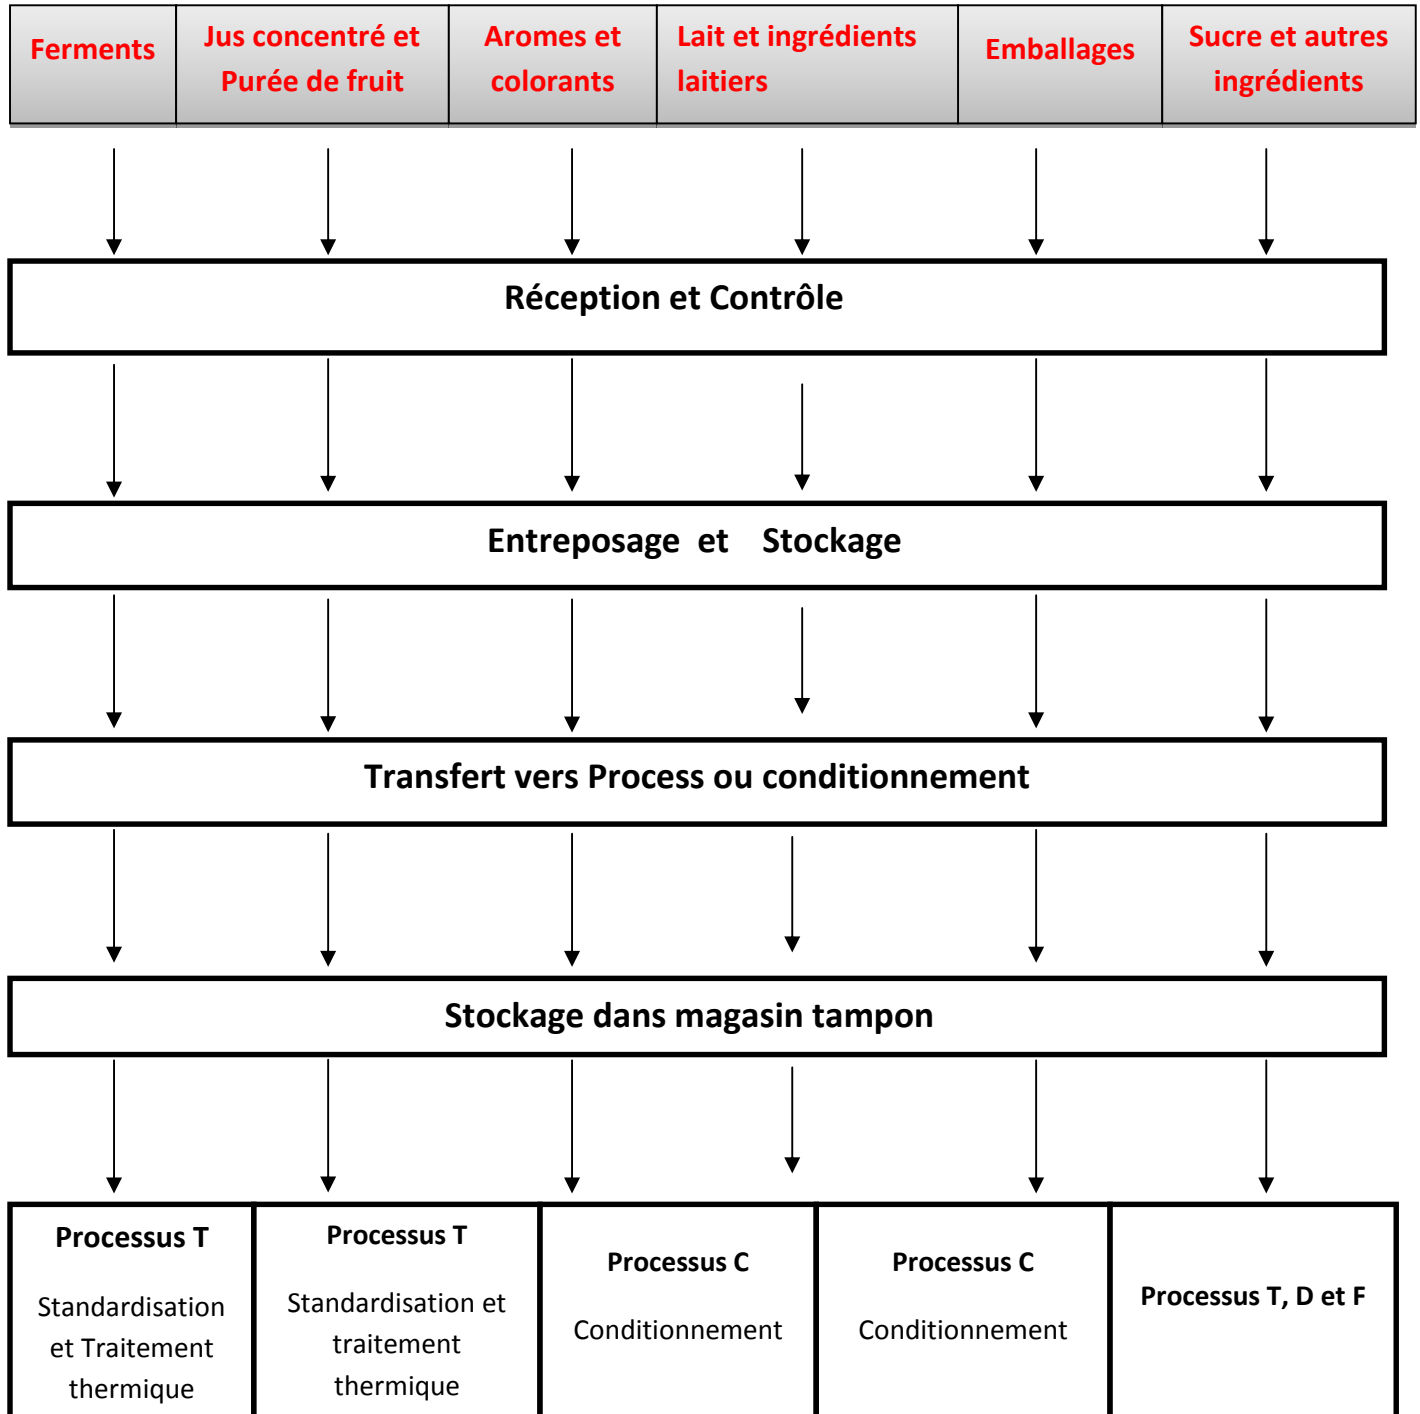 Ferments
Jus concentré et
Purée de fruit
Aromes et
colorants
Lait et ingrédients
laitiers
Emballages
Sucre et autres
ingrédients
Réception et Contrôle
Entreposage et Stockage
Transfert vers Process ou conditionnement
Stockage dans magasin tampon
Processus T
Standardisation
et Traitement
thermique
Processus T
Standardisation et
traitement
thermique
Processus C
Conditionnement
Processus C
Conditionnement
Processus T, D et F